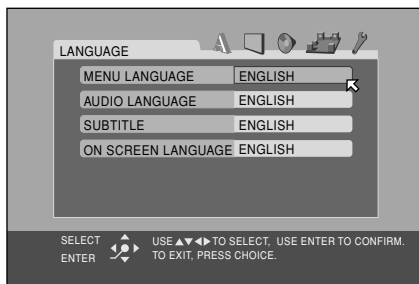 LANGUAGE
MENU LANGUAGE ENGLISH
AUDIO LANGUAGE ENGLISH
SUBTITLE ENGLISH
ON SCREEN LANGUAGE ENGLISH
SELECT USE ▲▼◀▶ TO SELECT, USE ENTER TO CONFIRM.
ENTER TO EXIT, PRESS CHOICE.